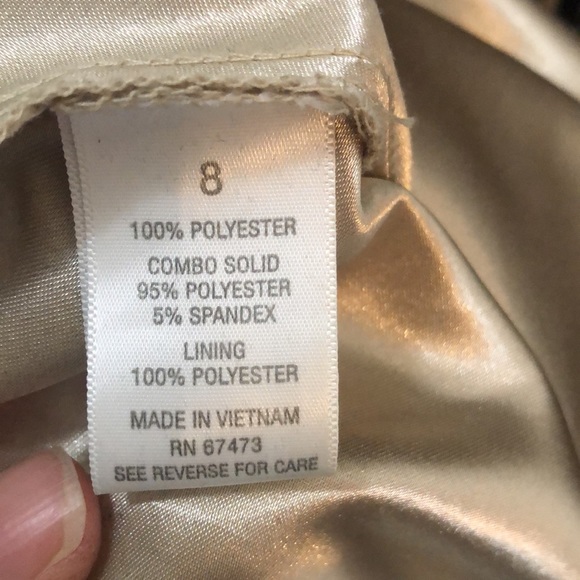 8
100% POLYESTER
COMBO SOLID
95% POLYESTER
5% SPANDEX
LINING
100% POLYESTER
MADE IN VIETNAM
RN 67473
SEE REVERSE FOR CARE